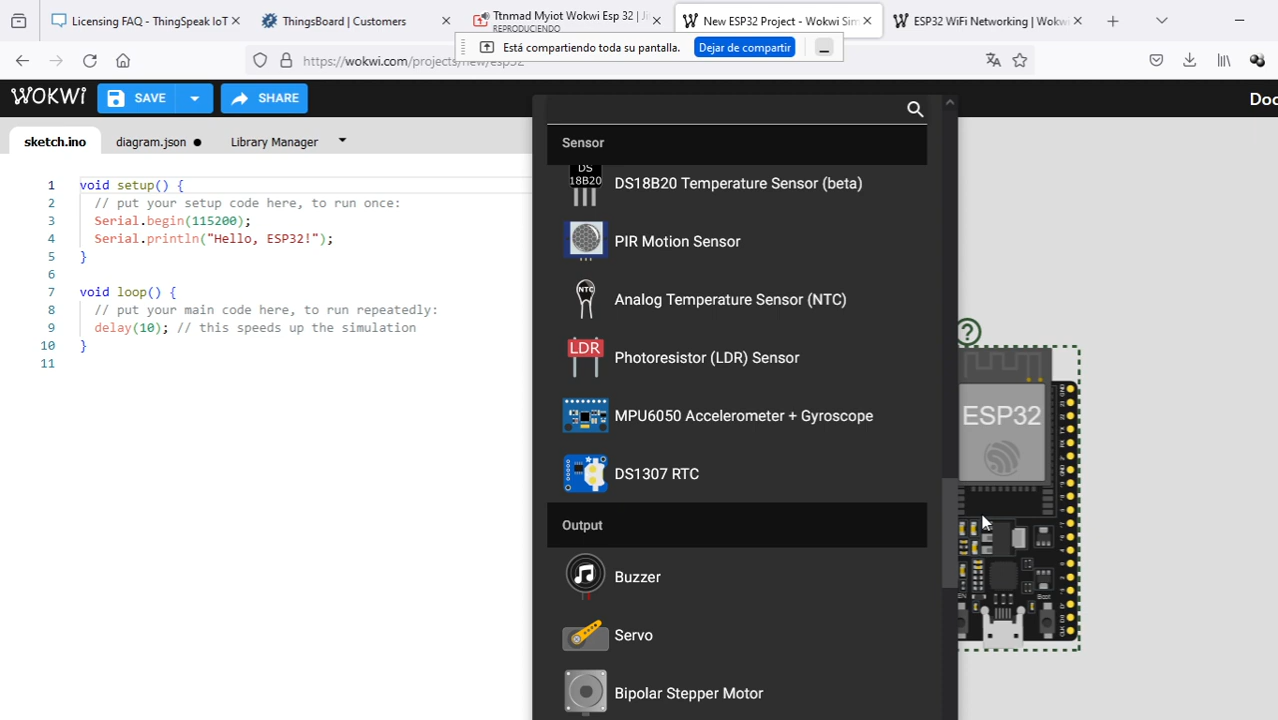 Licensing FAQ - ThingSpeak IoT
ThingsBoard | Customers
Ttnmad Myiot Wokwi Esp 32 | Ji
REPRODUCIENDO
New ESP32 Project - Wokwi Sim
ESP32 WiFi Networking | Wokw
Está compartiendo toda su pantalla.
Dejar de compartir
https://wokwi.com/projects/new/esp32
WOKWI
SAVE
SHARE
Doc
sketch.ino
diagram.json
Library Manager
1 void setup() {
2 // put your setup code here, to run once:
3 Serial.begin(115200);
4 Serial.println("Hello, ESP32!");
5 }
6
7 void loop() {
8 // put your main code here, to run repeatedly:
9 delay(10); // this speeds up the simulation
10 }
11
Sensor
DS
18B20
DS18B20 Temperature Sensor (beta)
PIR Motion Sensor
NTC
Analog Temperature Sensor (NTC)
LDR
Photoresistor (LDR) Sensor
MPU6050 Accelerometer + Gyroscope
DS1307 RTC
Output
Buzzer
Servo
Bipolar Stepper Motor
?
ESP32
EN
Boot